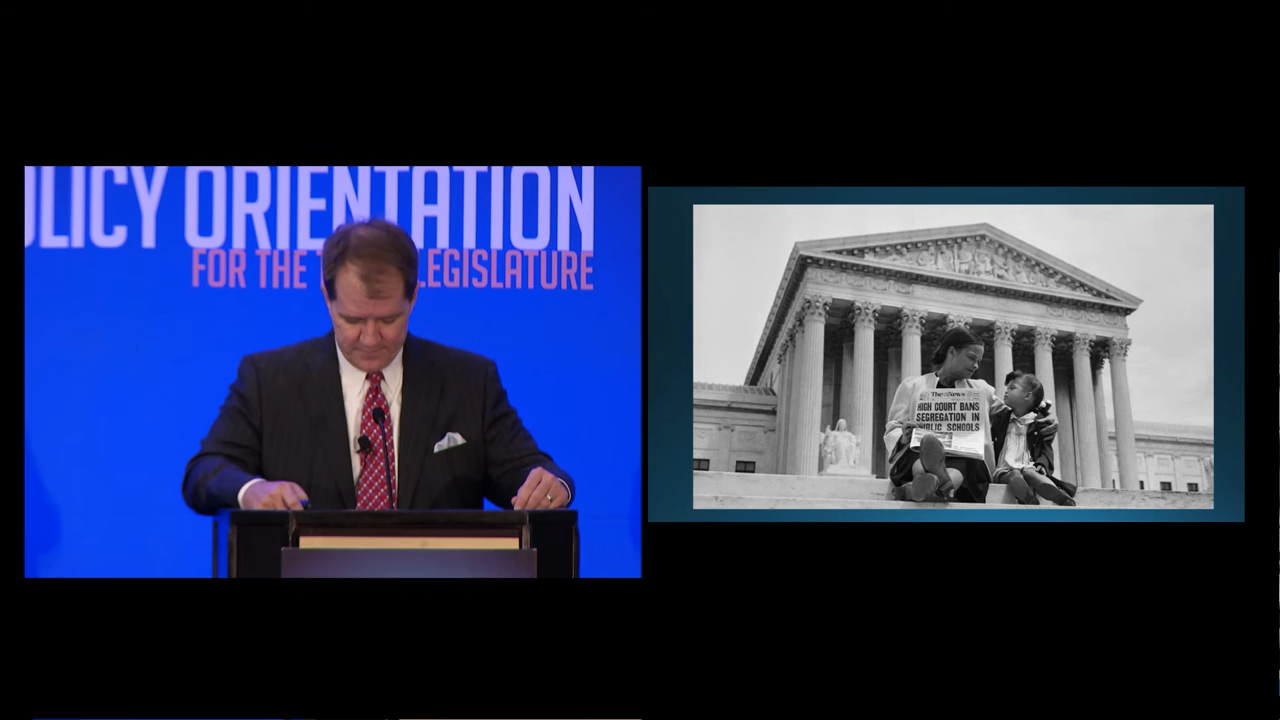 OLICY ORIENTATION
FOR THE LEGISLATURE
The News
HIGH COURT BANS
SEGREGATION IN
PUBLIC SCHOOLS